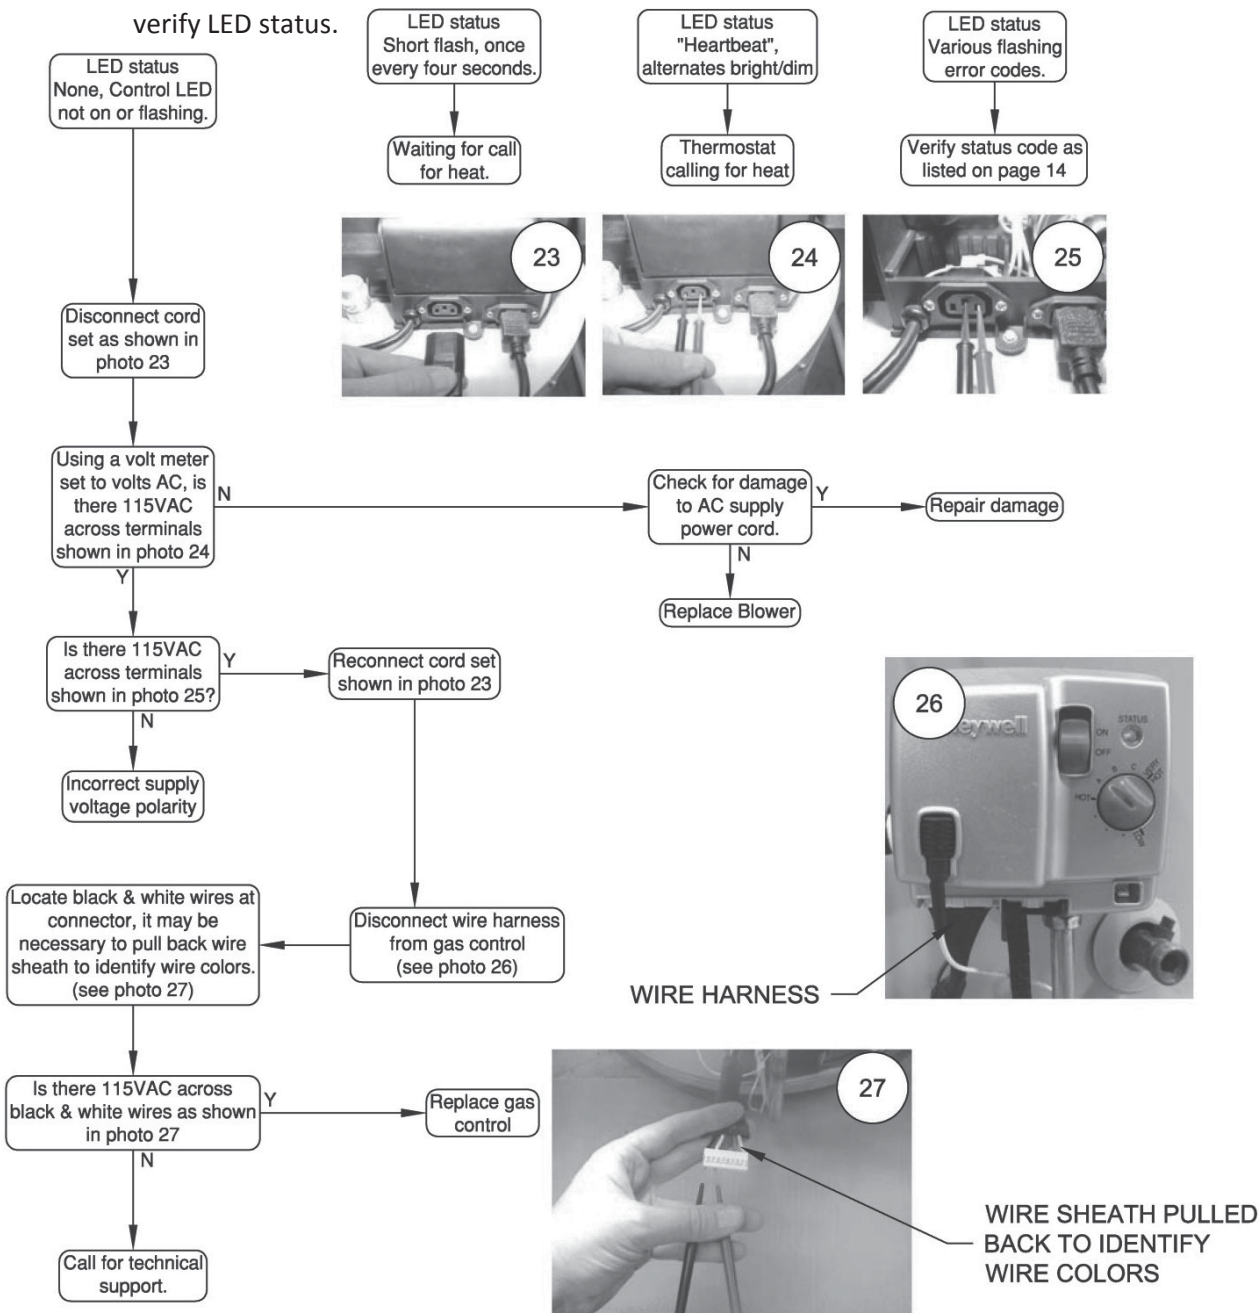 verify LED status.
LED status
None, Control LED
not on or flashing.
LED status
Short flash, once
every four seconds.
LED status
"Heartbeat",
alternates bright/dim
LED status
Various flashing
error codes.
Waiting for call
for heat.
Thermostat
calling for heat
Verify status code as
listed on page 14
23
24
25
Disconnect cord
set as shown in
photo 23
Using a volt meter
set to volts AC, is
there 115VAC
across terminals
shown in photo 24
N
Y
Check for damage
to AC supply
power cord.
Y
N
Repair damage
Replace Blower
Is there 115VAC
across terminals
shown in photo 25?
Y
N
Reconnect cord set
shown in photo 23
Incorrect supply
voltage polarity
26
eywell
STATUS
ON
OFF
A
B
C
VERY
HOT
HOT
LOW
Locate black & white wires at
connector, it may be
necessary to pull back wire
sheath to identify wire colors.
(see photo 27)
Disconnect wire harness
from gas control
(see photo 26)
WIRE HARNESS
Is there 115VAC across
black & white wires as shown
in photo 27
Y
N
Replace gas
control
27
Call for technical
support.
WIRE SHEATH PULLED
BACK TO IDENTIFY
WIRE COLORS